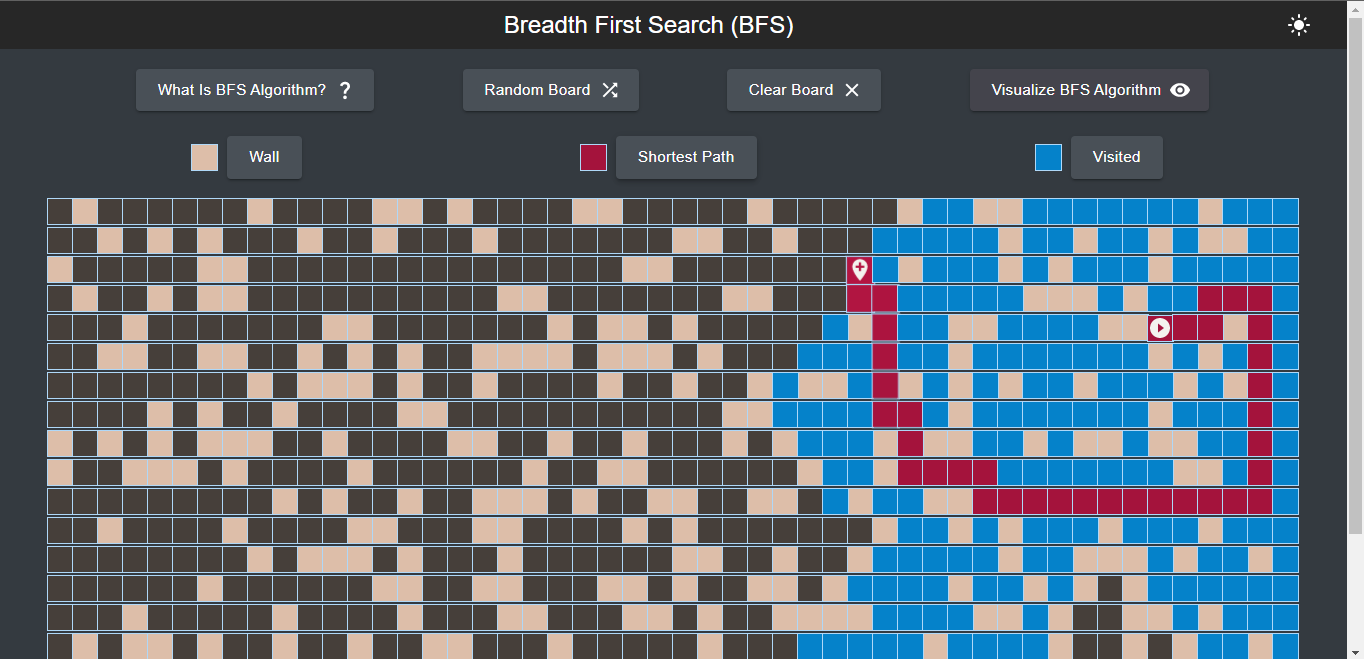 Breadth First Search (BFS)
What Is BFS Algorithm? ?
Random Board
Clear Board
Visualize BFS Algorithm
Wall
Shortest Path
Visited